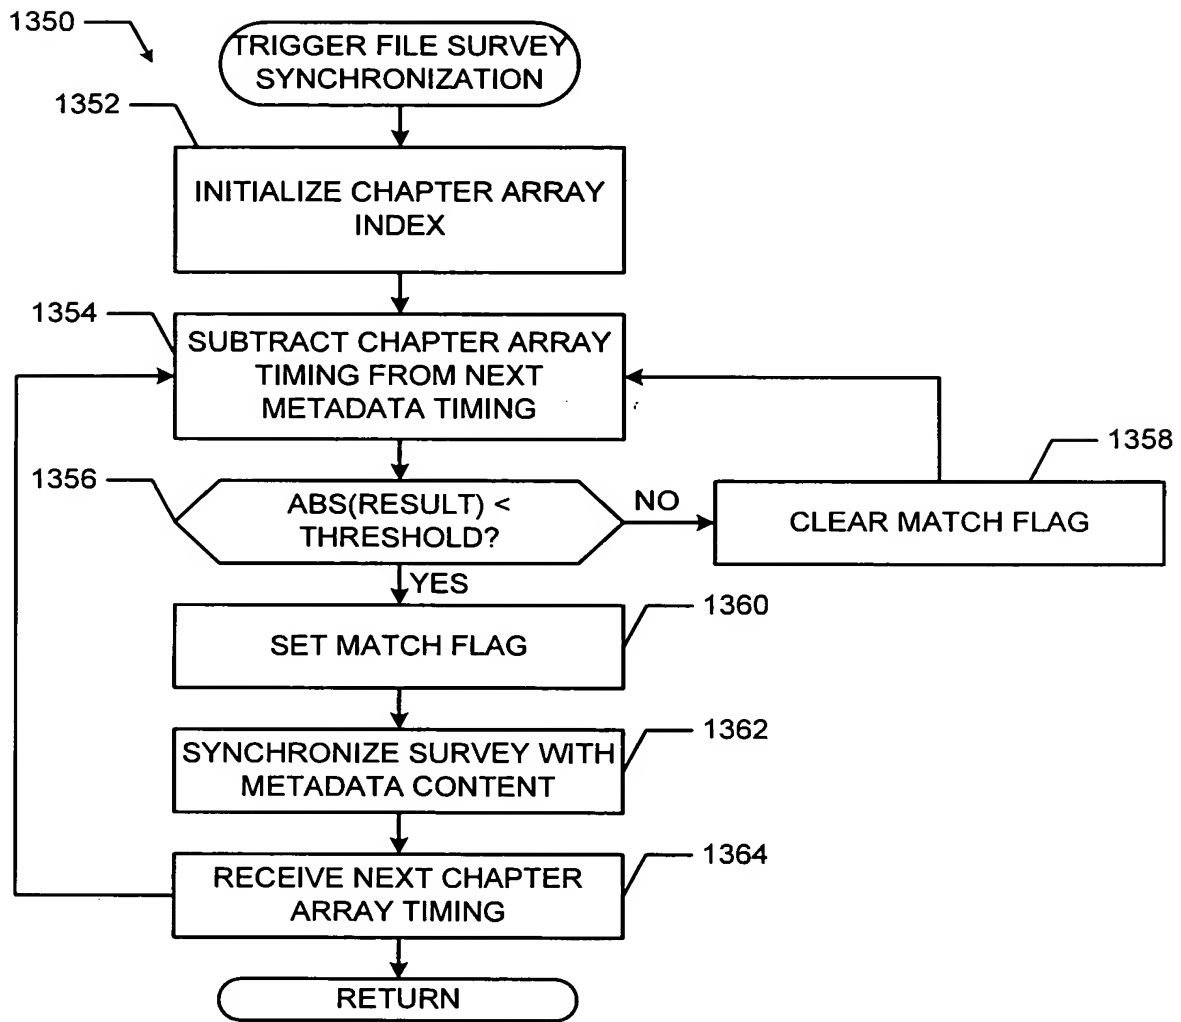 1350
TRIGGER FILE SURVEY
SYNCHRONIZATION
1352
INITIALIZE CHAPTER ARRAY
INDEX
1354
SUBTRACT CHAPTER ARRAY
TIMING FROM NEXT
METADATA TIMING
1356
ABS(RESULT) <
THRESHOLD?
NO
1358
CLEAR MATCH FLAG
YES
1360
SET MATCH FLAG
1362
SYNCHRONIZE SURVEY WITH
METADATA CONTENT
1364
RECEIVE NEXT CHAPTER
ARRAY TIMING
RETURN